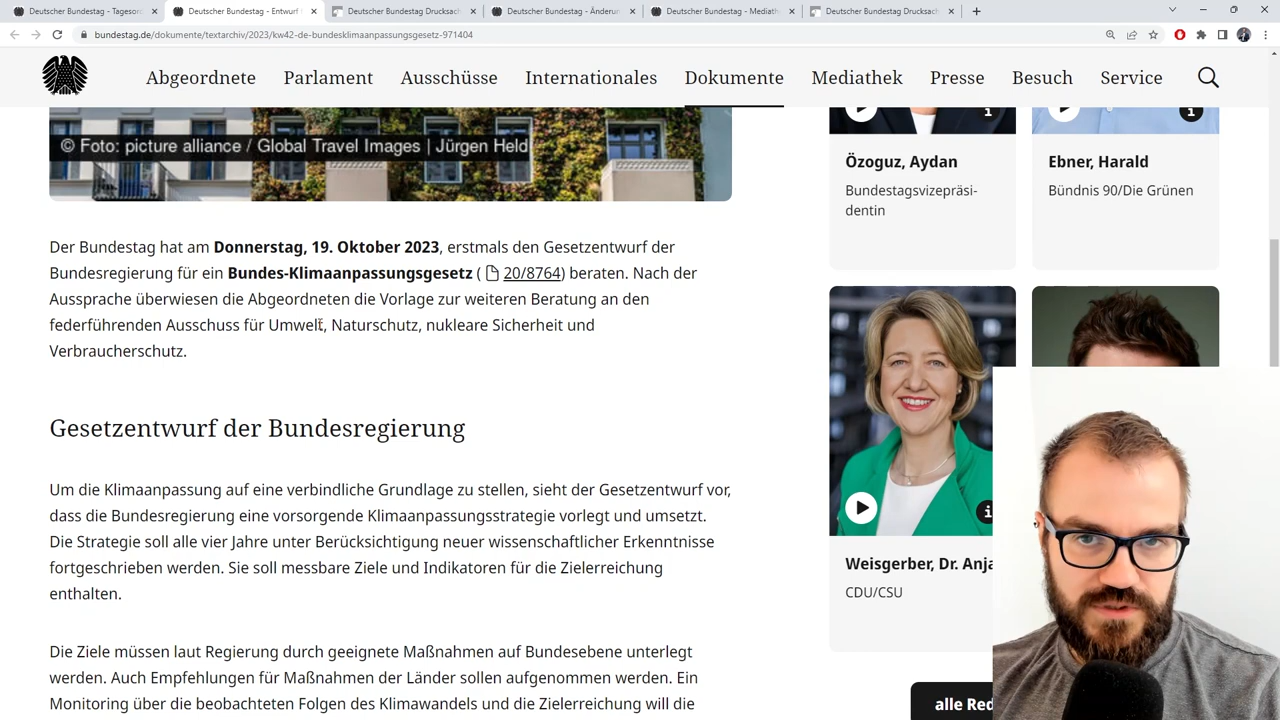 Deutscher Bundestag - Tagesord
Deutscher Bundestag - Entwurf
Deutscher Bundestag Drucksach
Deutscher Bundestag - Änderun
Deutscher Bundestag - Mediath
Deutscher Bundestag Drucksach
bundestag.de/dokumente/textarchiv/2023/kw42-de-bundesklimaanpassungsgesetz-971404
Abgeordnete Parlament Ausschüsse Internationales Dokumente Mediathek Presse Besuch Service
© Foto: picture alliance / Global Travel Images | Jürgen Held
Der Bundestag hat am Donnerstag, 19. Oktober 2023, erstmals den Gesetzentwurf der
Bundesregierung für ein Bundes-Klimaanpassungsgesetz ( 20/8764) beraten. Nach der
Aussprache überwiesen die Abgeordneten die Vorlage zur weiteren Beratung an den
federführenden Ausschuss für Umwelt, Naturschutz, nukleare Sicherheit und
Verbraucherschutz.
Gesetzentwurf der Bundesregierung
Um die Klimaanpassung auf eine verbindliche Grundlage zu stellen, sieht der Gesetzentwurf vor,
dass die Bundesregierung eine versorgende Klimaanpassungsstrategie vorlegt und umsetzt.
Die Strategie soll alle vier Jahre unter Berücksichtigung neuer wissenschaftlicher Erkenntnisse
fortgeschrieben werden. Sie soll messbare Ziele und Indikatoren für die Zielerreichung
enthalten.
Die Ziele müssen laut Regierung durch geeignete Maßnahmen auf Bundesebene unterlegt
werden. Auch Empfehlungen für Maßnahmen der Länder sollen aufgenommen werden. Ein
Monitoring über die beobachteten Folgen des Klimawandels und die Zielerreichung will die
Özoguz, Aydan
Bundestagsvizepräsi-
dentin
Ebner, Harald
Bündnis 90/Die Grünen
Weisgerber, Dr. Anja
CDU/CSU
alle Red